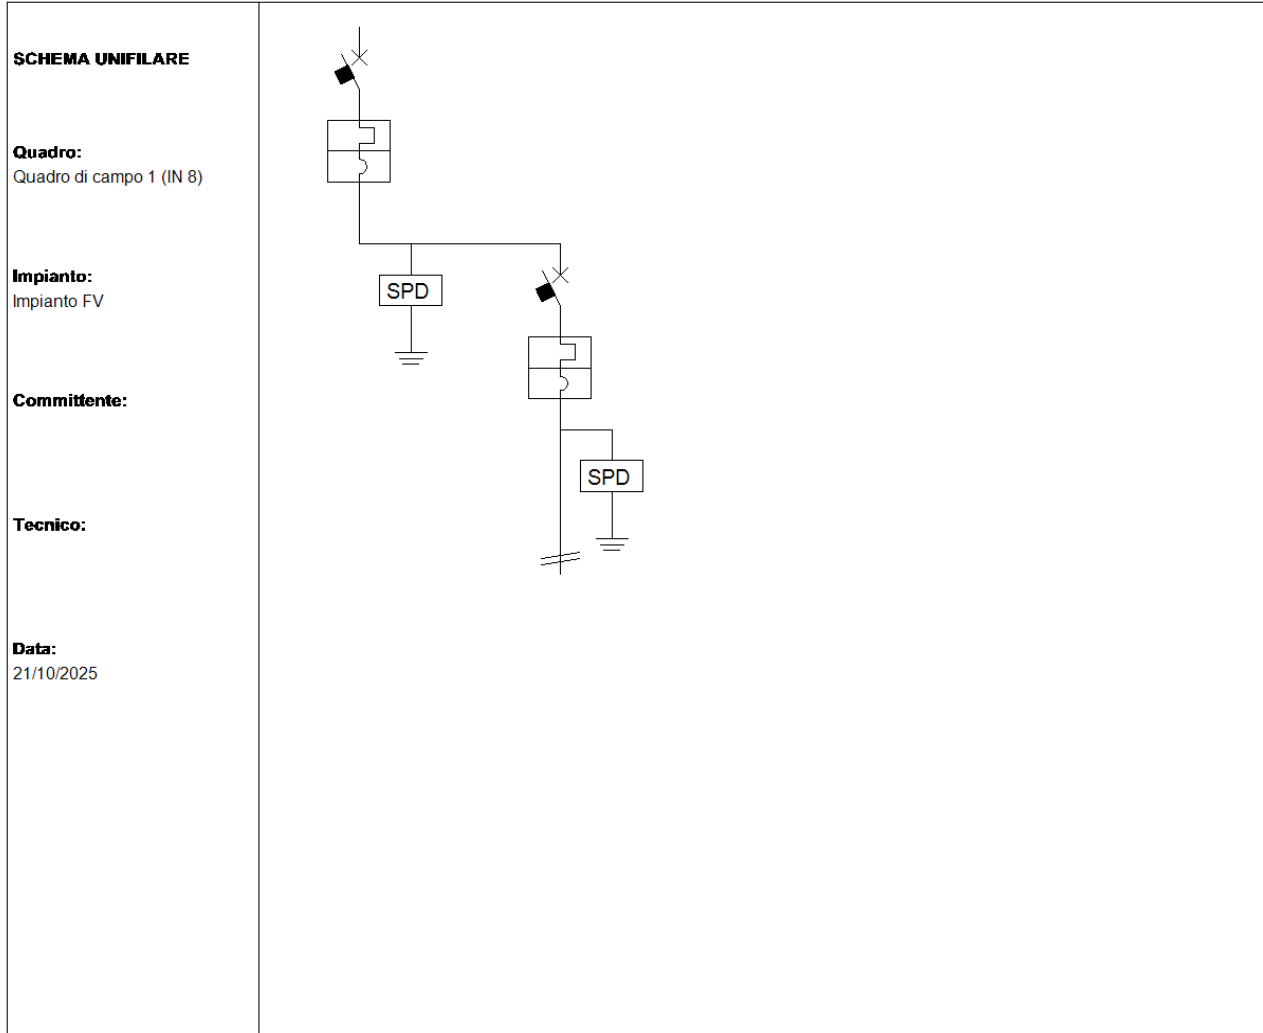 SCHEMA UNIFILARE
Quadro:
Quadro di campo 1 (IN 8)
Impianto:
Impianto FV
Committente:
Tecnico:
Data:
21/10/2025
SPD
SPD